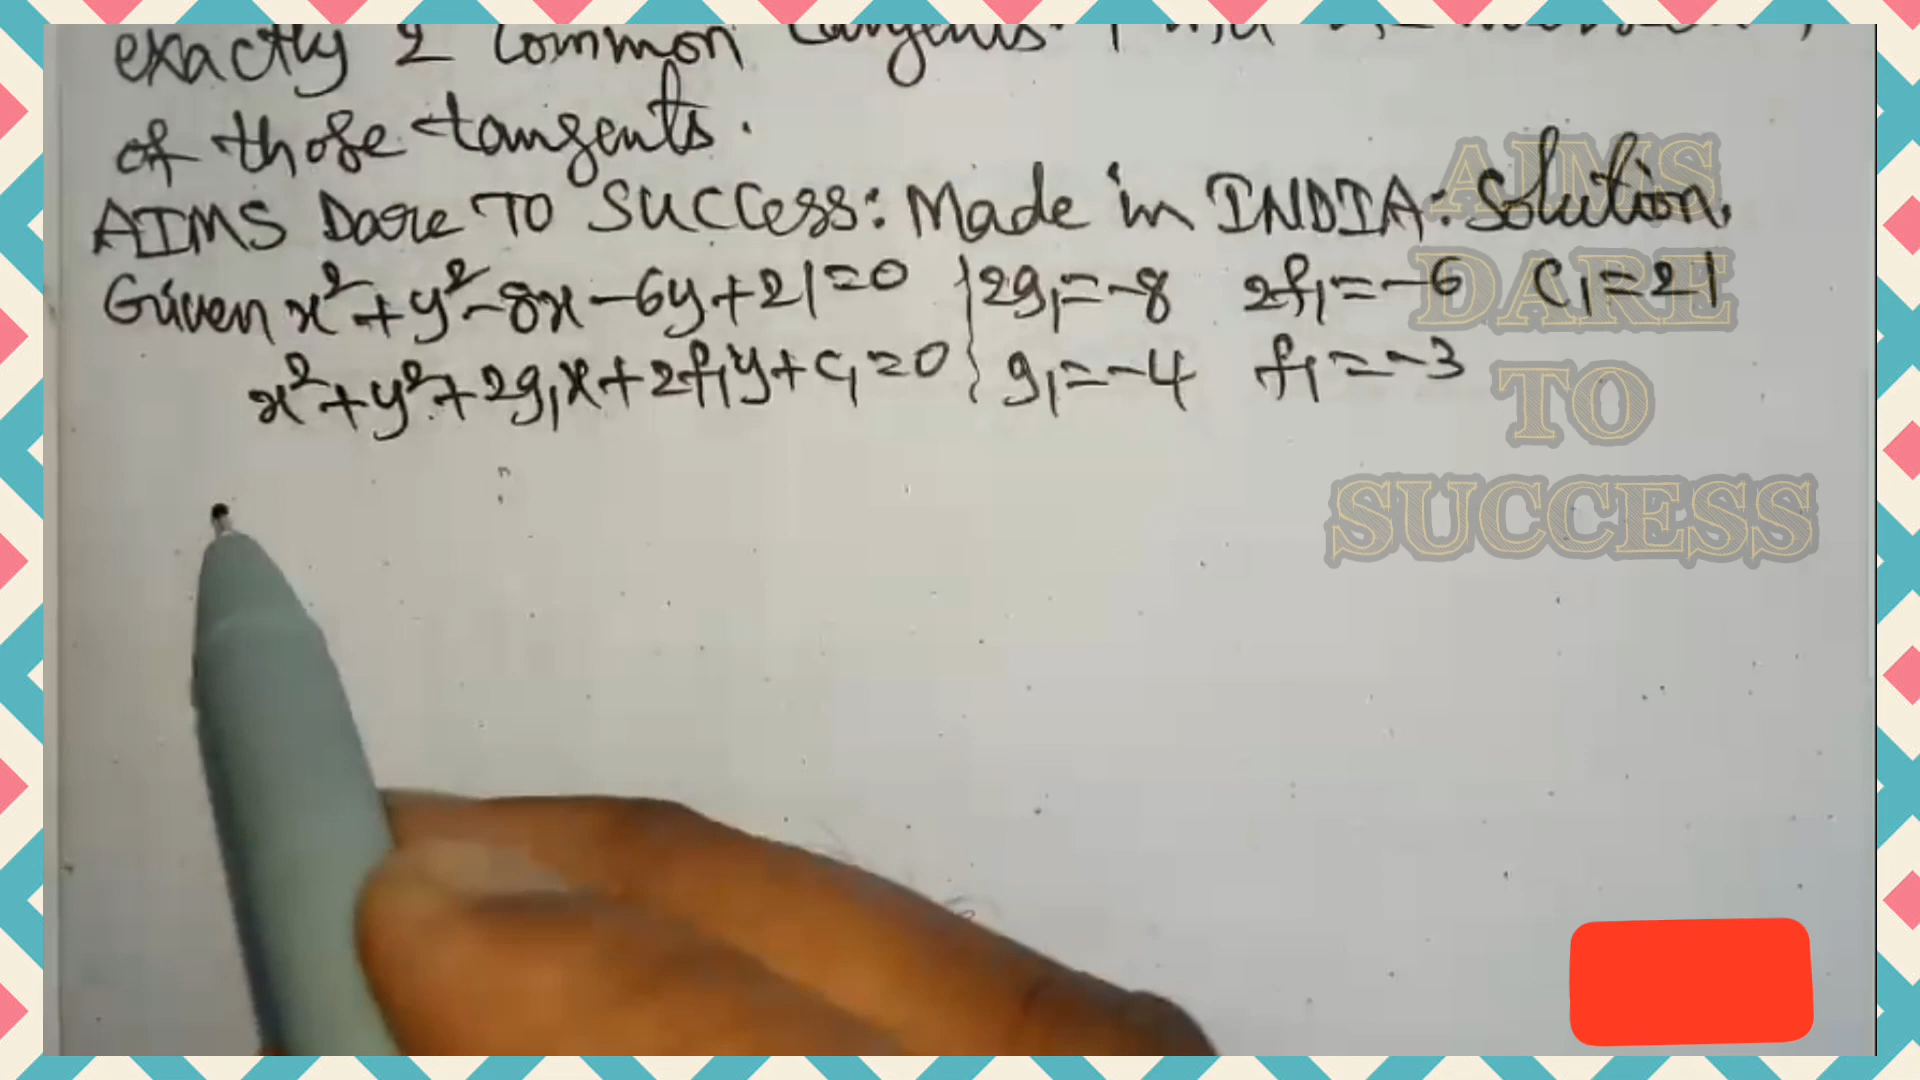 exactly 2 common tangents. Find
of those tangents.
AIMS Dare TO Success: Made in INDIA: Solution.
Given x²+y²-8x-6y+21=0 } 2g₁=-8 2f₁=-6 c₁=21
x²+y²+2g₁x+2f₁y+c₁=0 } g₁=-4 f₁=-3
AIMS
DARE
TO
SUCCESS